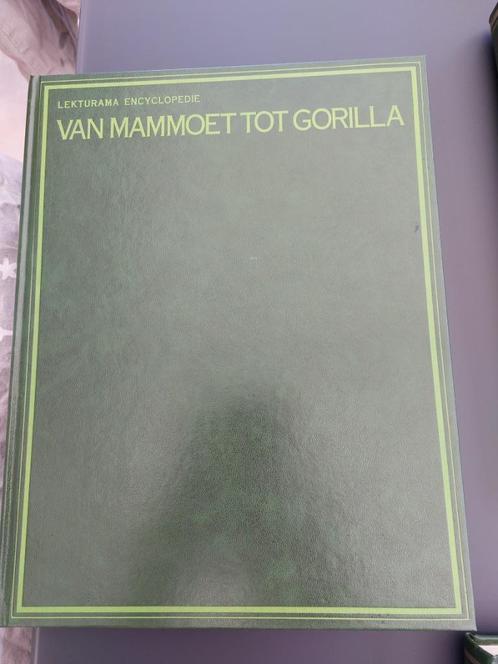 LEKTURAMA ENCYCLOPEDIE
VAN MAMMOET TOT GORILLA